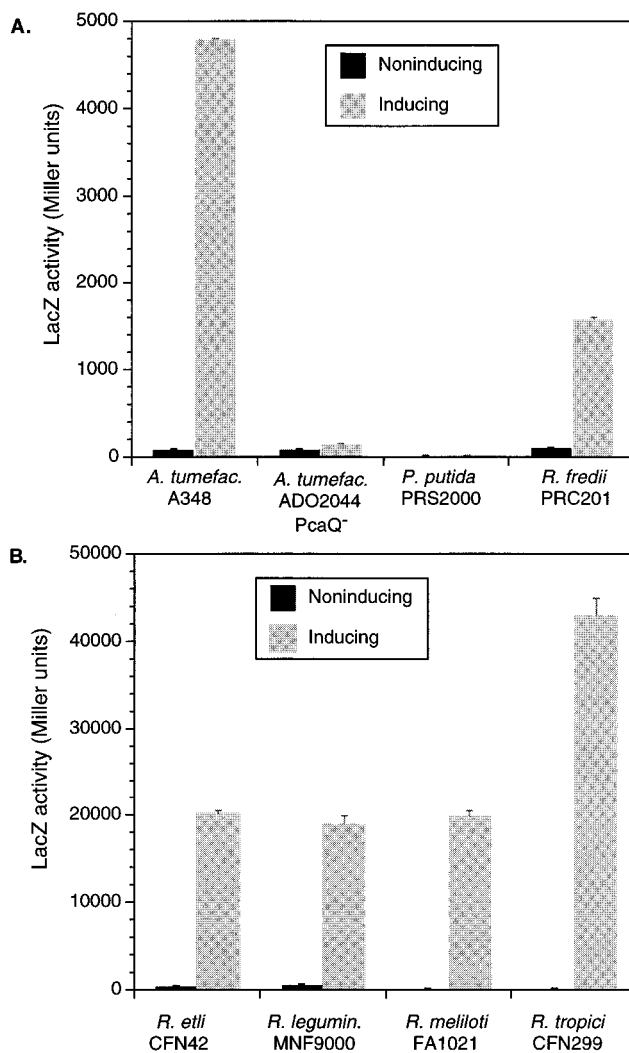 A.
5000
4000
3000
2000
1000
0
LacZ activity (Miller units)
Noninducing
Inducing
A. tumefac. A. tumefac. P. putida R. fredii
A348 ADO2044 PRS2000 PRC201
PcaQ⁻
B.
50000
40000
30000
20000
10000
0
LacZ activity (Miller units)
Noninducing
Inducing
R. etli R. legumin. R. meliloti R. tropici
CFN42 MNF9000 FA1021 CFN299